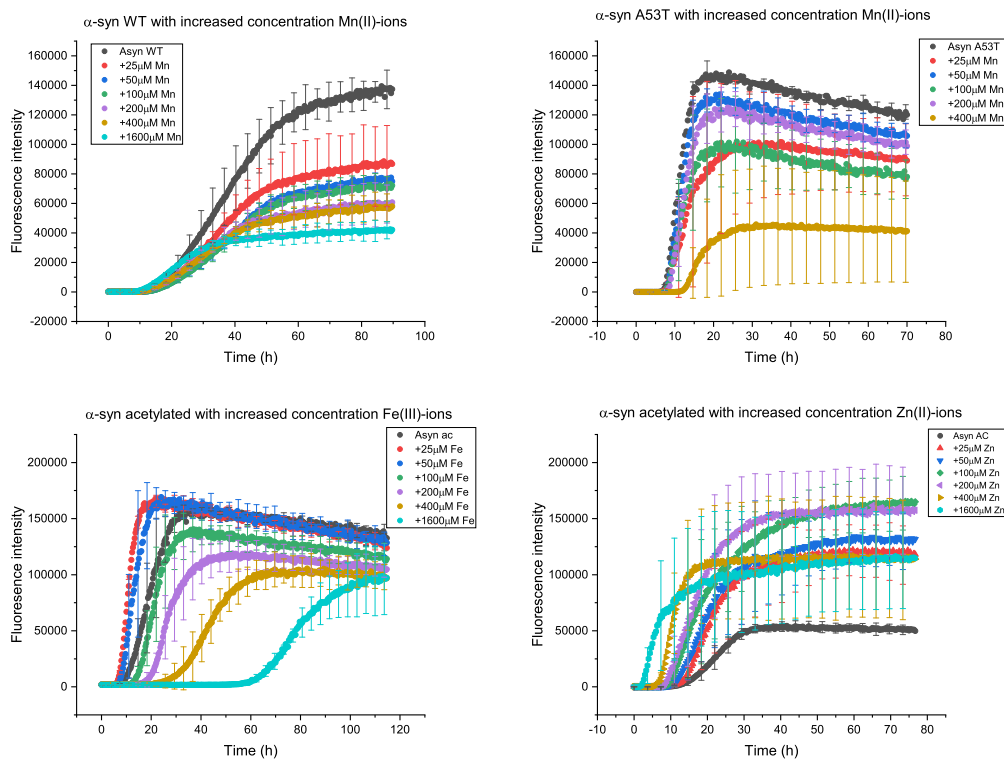 α-syn WT with increased concentration Mn(II)-ions
Asyn WT
+25μM Mn
+50μM Mn
+100μM Mn
+200μM Mn
+400μM Mn
+1600μM Mn
160000
140000
120000
100000
80000
60000
40000
20000
0
-20000
Fluorescence intensity
0 20 40 60 80 100
Time (h)
α-syn A53T with increased concentration Mn(II)-ions
Asyn A53T
+25μM Mn
+50μM Mn
+100μM Mn
+200μM Mn
+400μM Mn
160000
140000
120000
100000
80000
60000
40000
20000
0
-20000
Fluorescence intensity
-10 0 10 20 30 40 50 60 70 80
Time (h)
α-syn acetylated with increased concentration Fe(III)-ions
Asyn ac
+25μM Fe
+50μM Fe
+100μM Fe
+200μM Fe
+400μM Fe
+1600μM Fe
200000
150000
100000
50000
0
Fluorescence intensity
0 20 40 60 80 100 120
Time (h)
α-syn acetylated with increased concentration Zn(II)-ions
Asyn AC
+25μM Zn
+50μM Zn
+100μM Zn
+200μM Zn
+400μM Zn
+1600μM Zn
200000
150000
100000
50000
0
Fluorescence intensity
-10 0 10 20 30 40 50 60 70 80
Time (h)